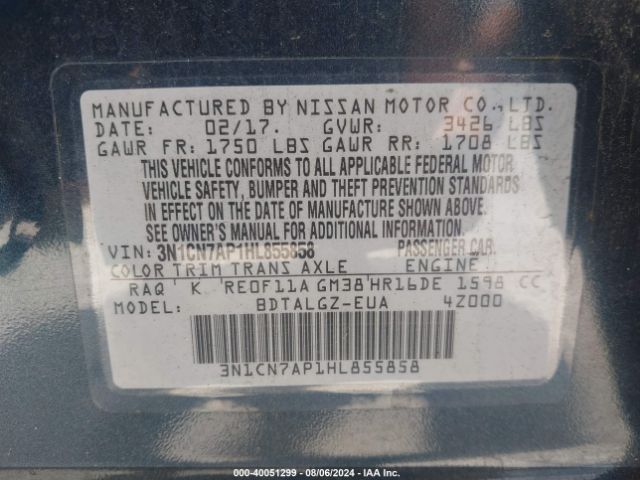 MANUFACTURED BY NISSAN MOTOR CO.,LTD.
DATE: 02/17. GVWR: 3426 LBS
GAWR FR: 1750 LBS GAWR RR: 1708 LBS
THIS VEHICLE CONFORMS TO ALL APPLICABLE FEDERAL MOTOR
VEHICLE SAFETY, BUMPER AND THEFT PREVENTION STANDARDS
IN EFFECT ON THE DATE OF MANUFACTURE SHOWN ABOVE.
SEE OWNER'S MANUAL FOR ADDITIONAL INFORMATION.
VIN: 3N1CN7AP1HL855858 PASSENGER CAR.
COLOR TRIM TRANS AXLE ENGINE
RAQ ' K 'RE0F11A GM38'HR16DE 1598 CC
MODEL: BDTALGZ-EUA 4Z000
3N1CN7AP1HL855858
000-40051299 - 08/06/2024 - IAA Inc.